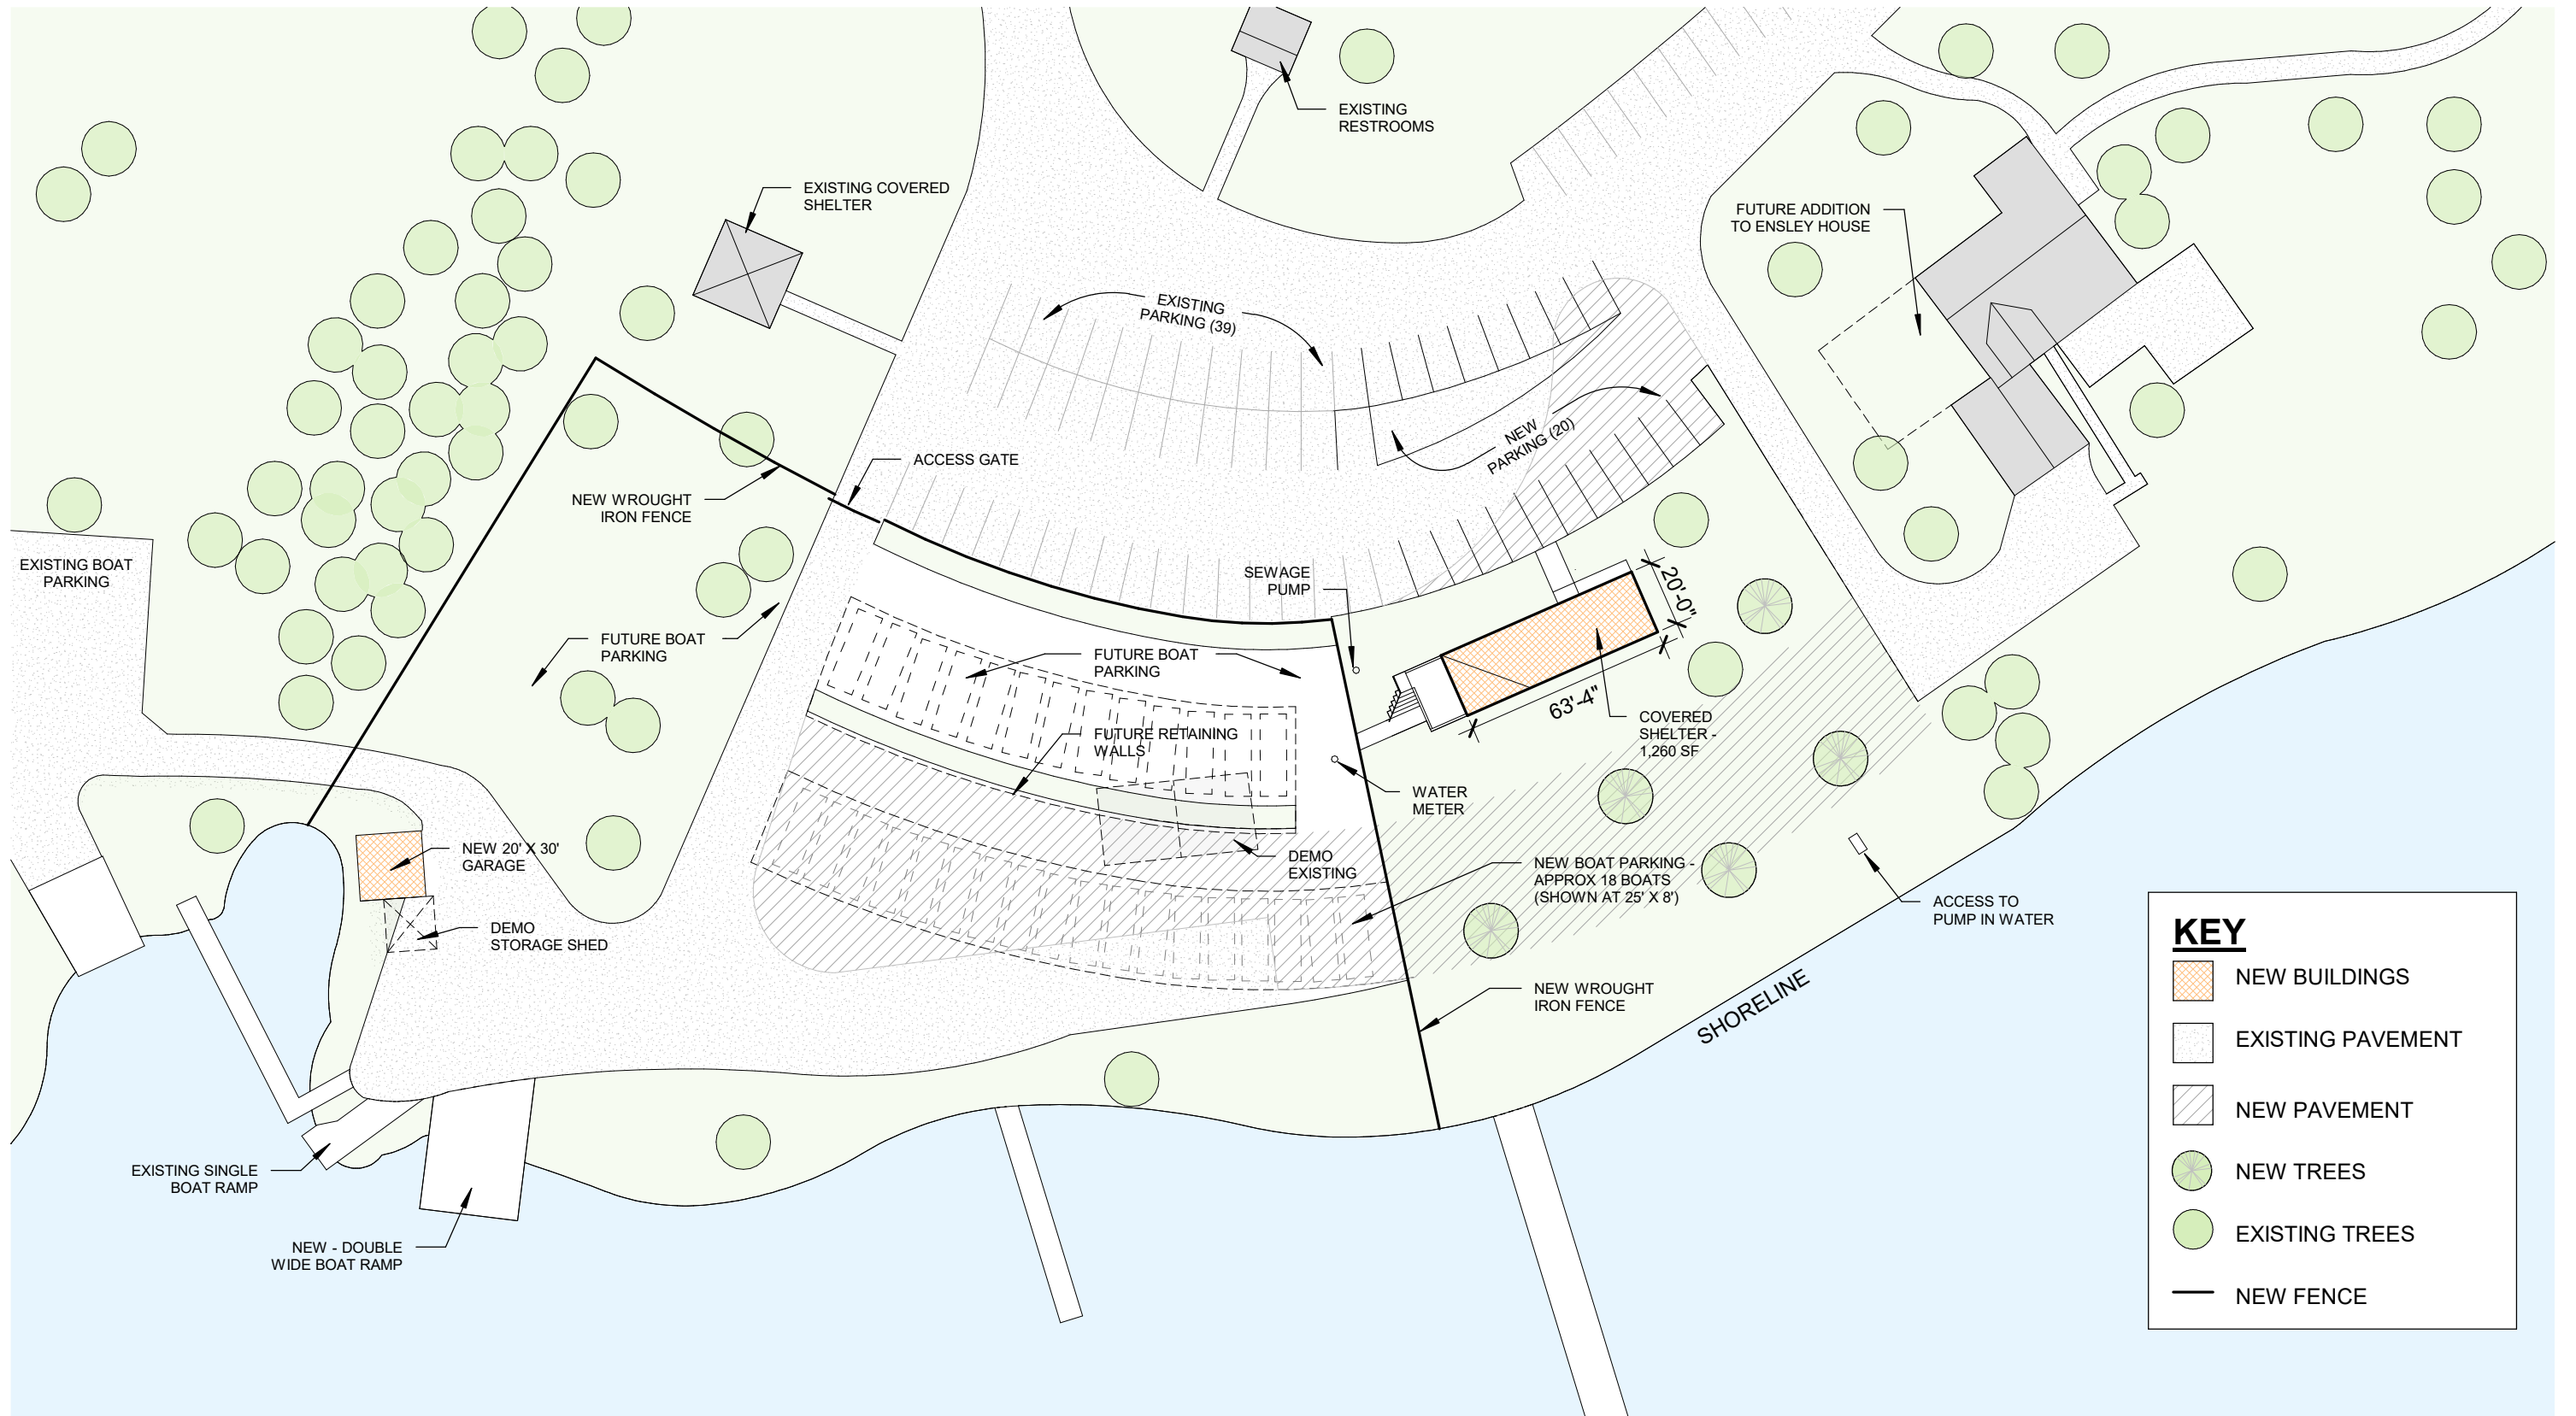 EXISTING
RESTROOMS
EXISTING COVERED
SHELTER
FUTURE ADDITION
TO ENSLEY HOUSE
EXISTING
PARKING (39)
NEW
PARKING (20)
ACCESS GATE
NEW WROUGHT
IRON FENCE
EXISTING BOAT
PARKING
SEWAGE
PUMP
20'-0"
63'-4"
FUTURE BOAT
PARKING
FUTURE BOAT
PARKING
COVERED
SHELTER -
1,260 SF
FUTURE RETAINING
WALLS
WATER
METER
NEW 20' X 30'
GARAGE
DEMO
EXISTING
NEW BOAT PARKING -
APPROX 18 BOATS
(SHOWN AT 25' X 8')
ACCESS TO
PUMP IN WATER
DEMO
STORAGE SHED
NEW WROUGHT
IRON FENCE
SHORELINE
EXISTING SINGLE
BOAT RAMP
NEW - DOUBLE
WIDE BOAT RAMP
KEY
NEW BUILDINGS
EXISTING PAVEMENT
NEW PAVEMENT
NEW TREES
EXISTING TREES
NEW FENCE